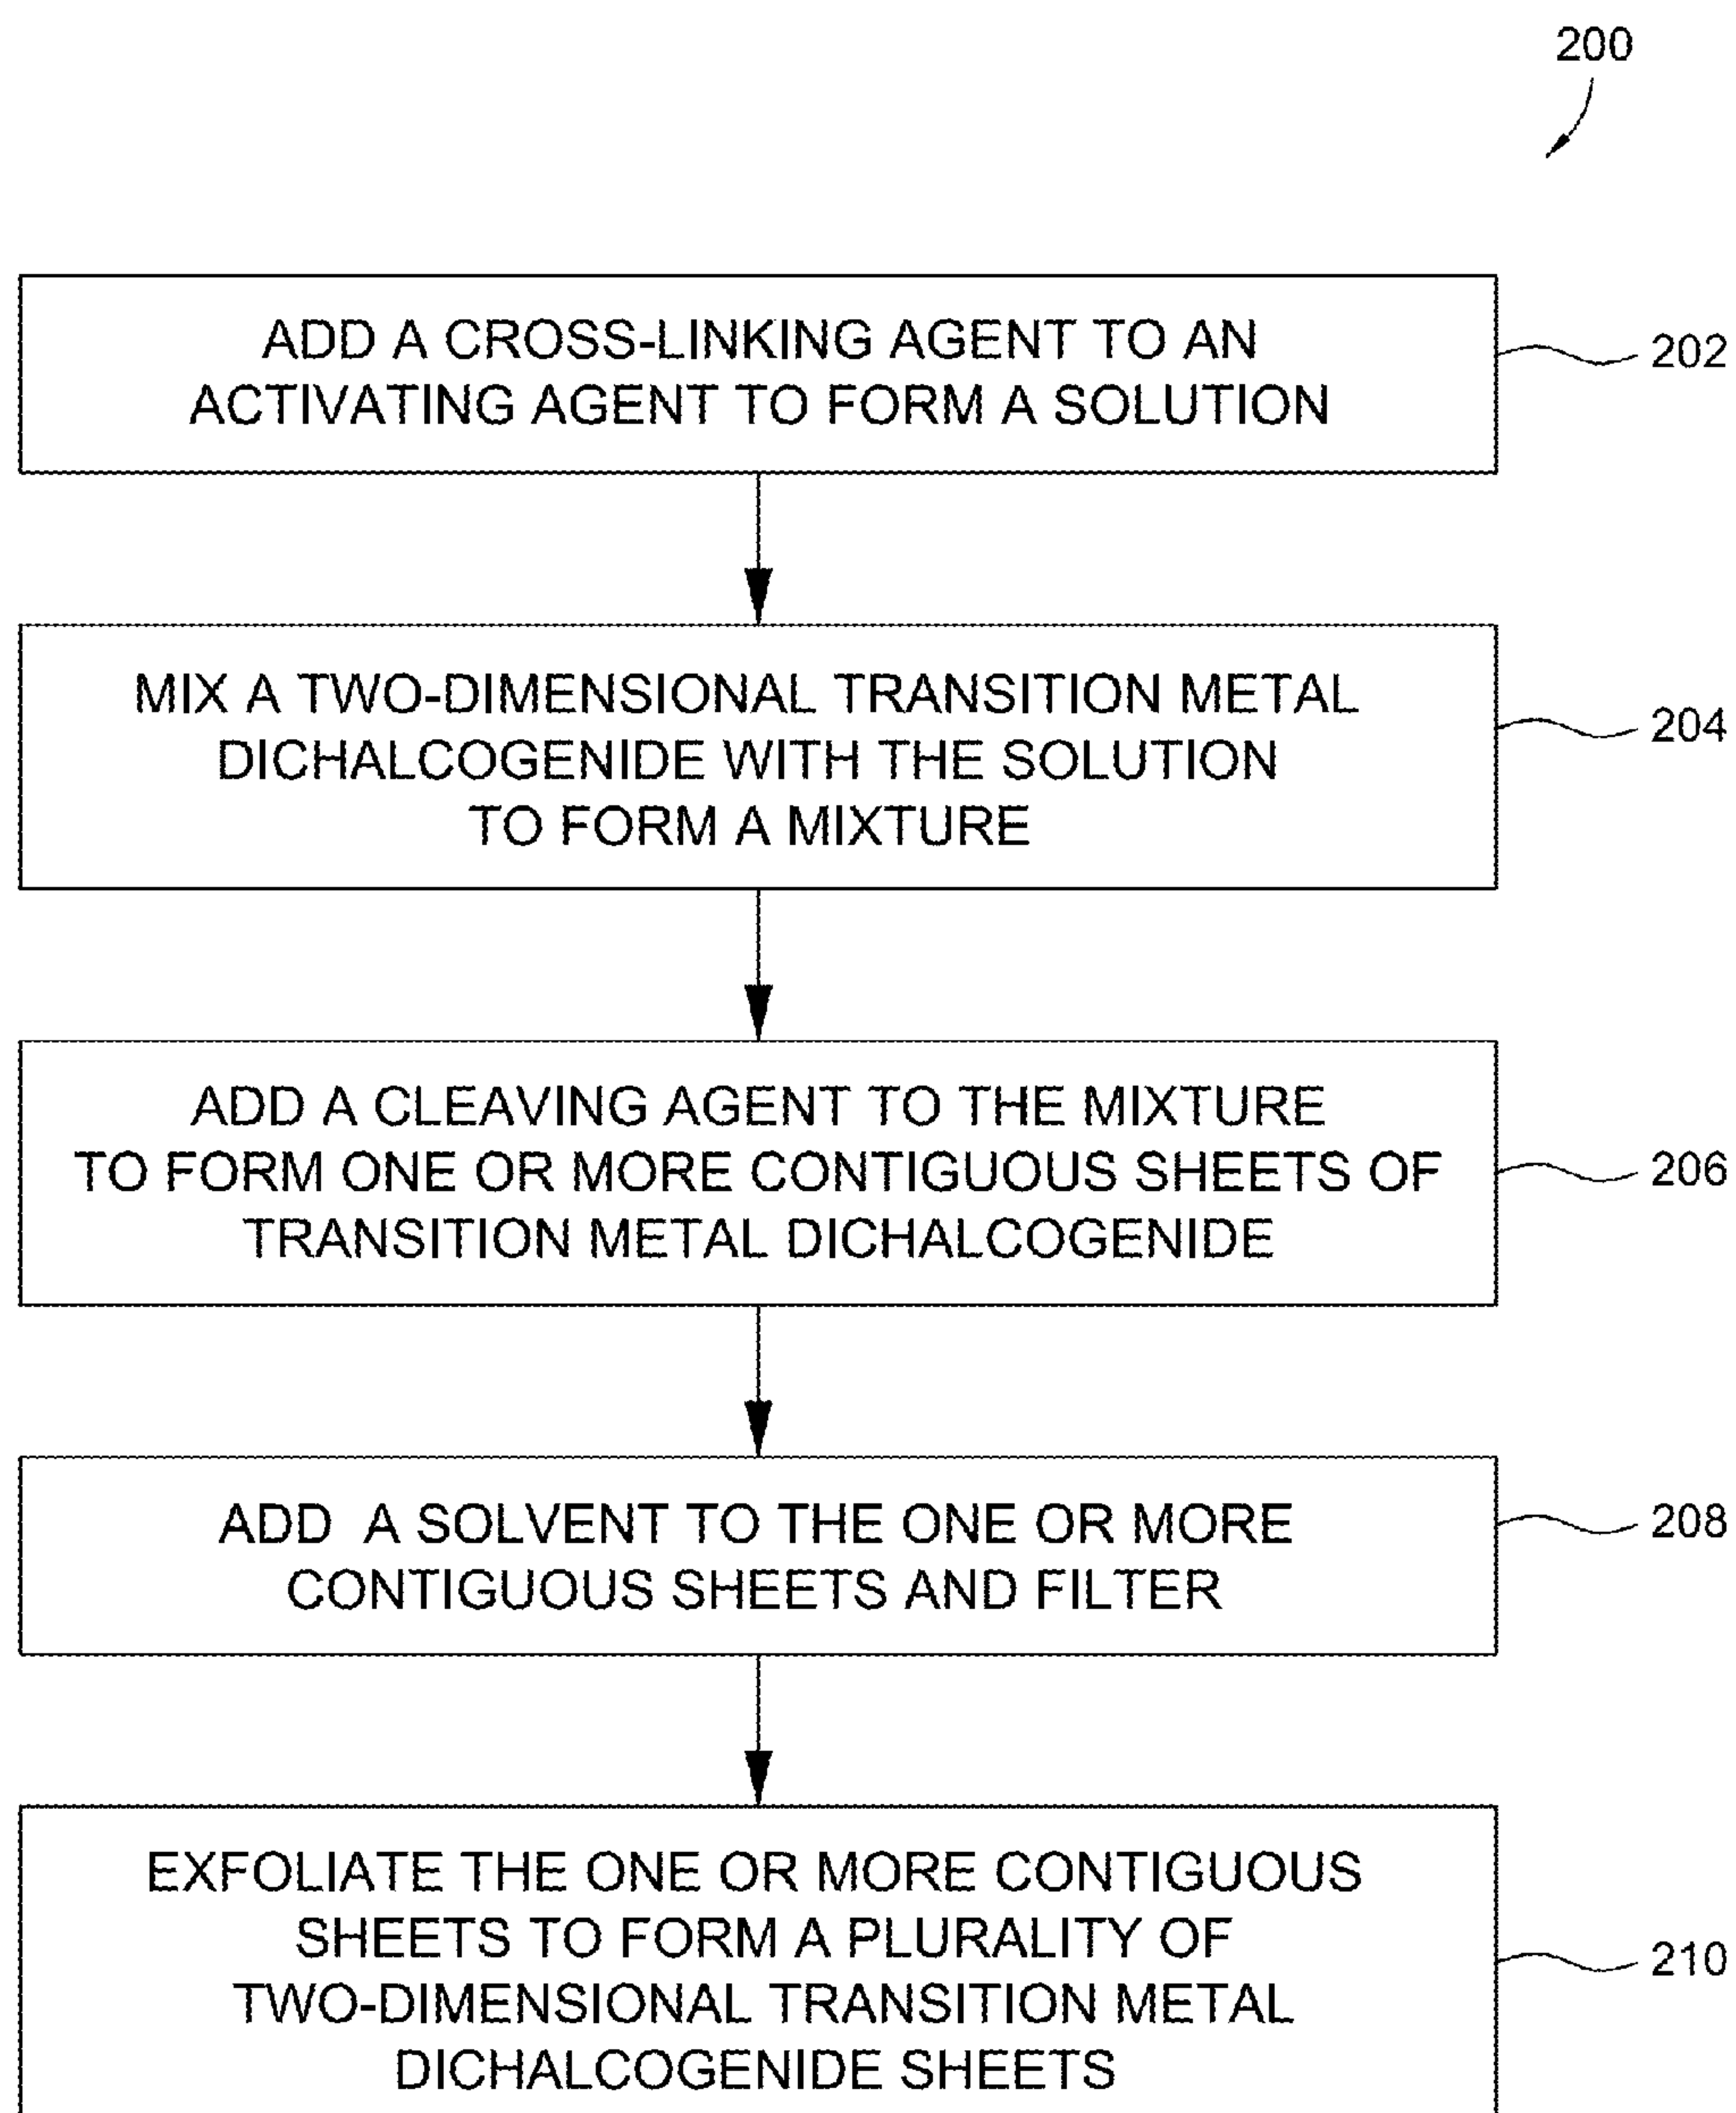 200
ADD A CROSS-LINKING AGENT TO AN
ACTIVATING AGENT TO FORM A SOLUTION
202
MIX A TWO-DIMENSIONAL TRANSITION METAL
DICHALCOGENIDE WITH THE SOLUTION
TO FORM A MIXTURE
204
ADD A CLEAVING AGENT TO THE MIXTURE
TO FORM ONE OR MORE CONTIGUOUS SHEETS OF
TRANSITION METAL DICHALCOGENIDE
206
ADD A SOLVENT TO THE ONE OR MORE
CONTIGUOUS SHEETS AND FILTER
208
EXFOLIATE THE ONE OR MORE CONTIGUOUS
SHEETS TO FORM A PLURALITY OF
TWO-DIMENSIONAL TRANSITION METAL
DICHALCOGENIDE SHEETS
210